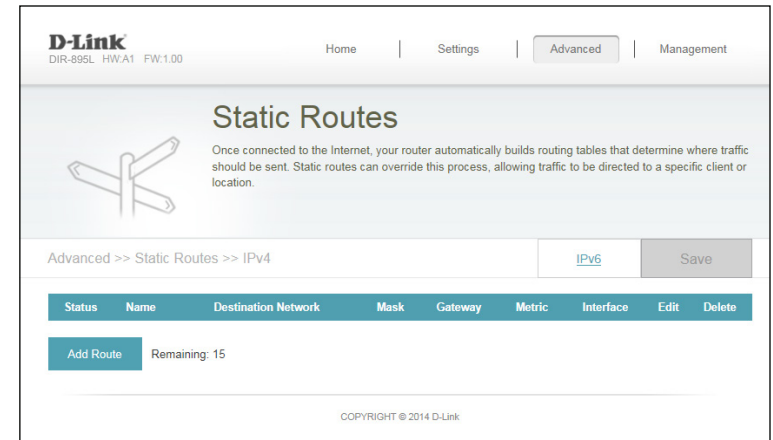 D-Link
DIR-895L HW:A1 FW:1.00
Home Settings Advanced Management
Static Routes
Once connected to the Internet, your router automatically builds routing tables that determine where traffic
should be sent. Static routes can override this process, allowing traffic to be directed to a specific client or
location.
Advanced >> Static Routes >> IPv4
IPv6
Save
Status Name Destination Network Mask Gateway Metric Interface Edit Delete
Add Route Remaining: 15
COPYRIGHT © 2014 D-Link